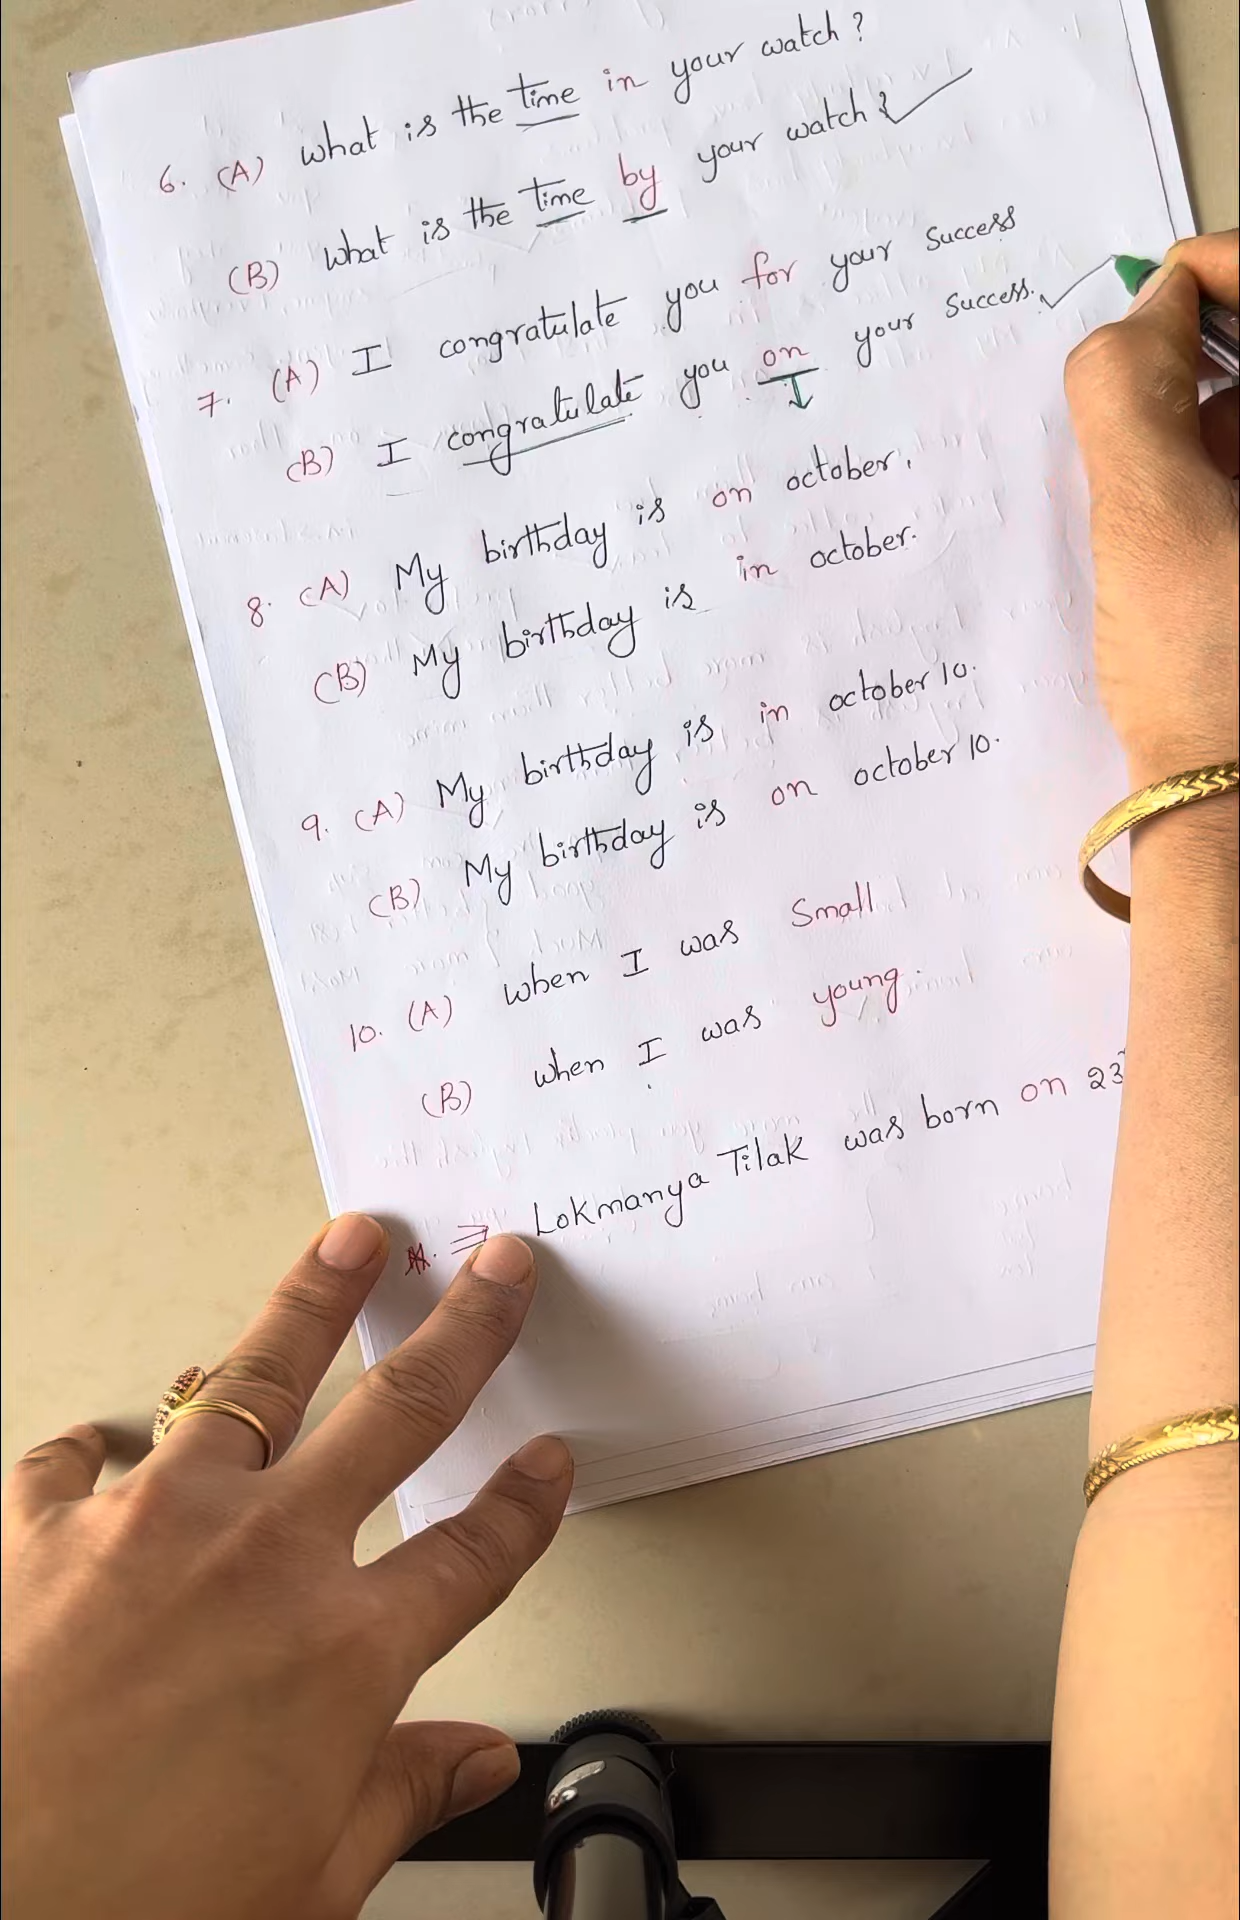 6. (A) What is the time in your watch?
(B) What is the time by your watch?
7. (A) I congratulate you for your success
(B) I congratulate you on your success.
8. (A) My birthday is on october.
(B) My birthday is in october.
9. (A) My birthday is in october 10.
(B) My birthday is on october 10.
10. (A) when I was small
(B) when I was young.
⇒ Lokmanya Tilak was born on 23